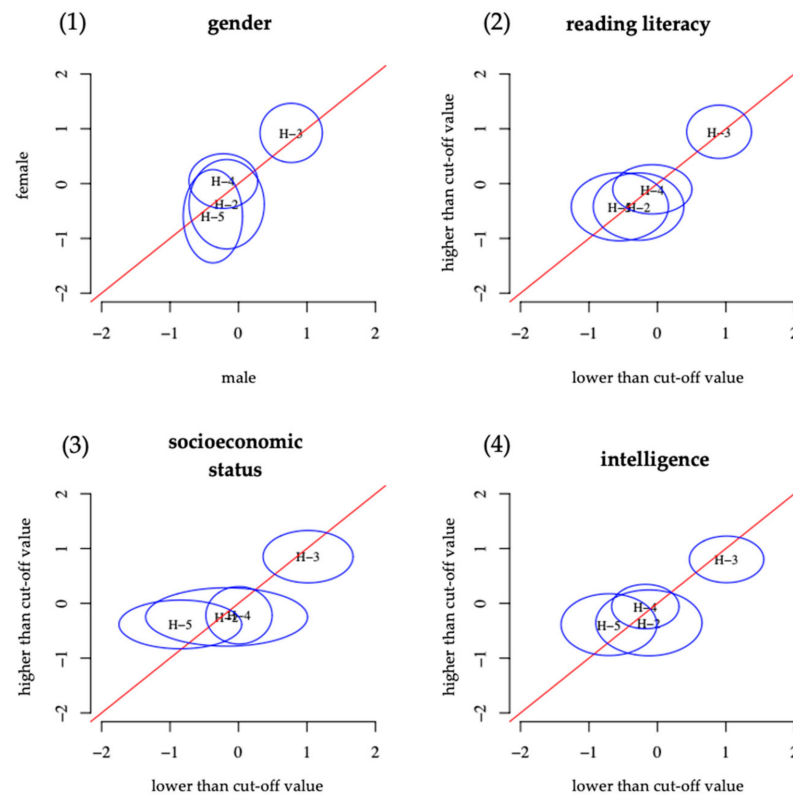 (1)
gender
female
2
1
0
−1
−2
H−3
H−4
H−2
H−5
−2 −1 0 1 2
male
(2)
reading literacy
higher than cut-off value
2
1
0
−1
−2
H−3
H−4
H−2
−2 −1 0 1 2
lower than cut-off value
(3)
socioeconomic
status
higher than cut-off value
2
1
0
−1
−2
H−3
H−5
−2 −1 0 1 2
lower than cut-off value
(4)
intelligence
higher than cut-off value
2
1
0
−1
−2
H−3
H−4
H−2
H−5
−2 −1 0 1 2
lower than cut-off value